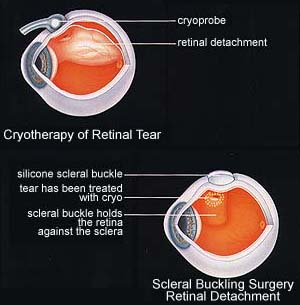 cryoprobe
retinal detachment
Cryotherapy of Retinal Tear
silicone scleral buckle
tear has been treated
with cryo
scleral buckle holds
the retina
against the sclera
Scleral Buckling Surgery
Retinal Detachment